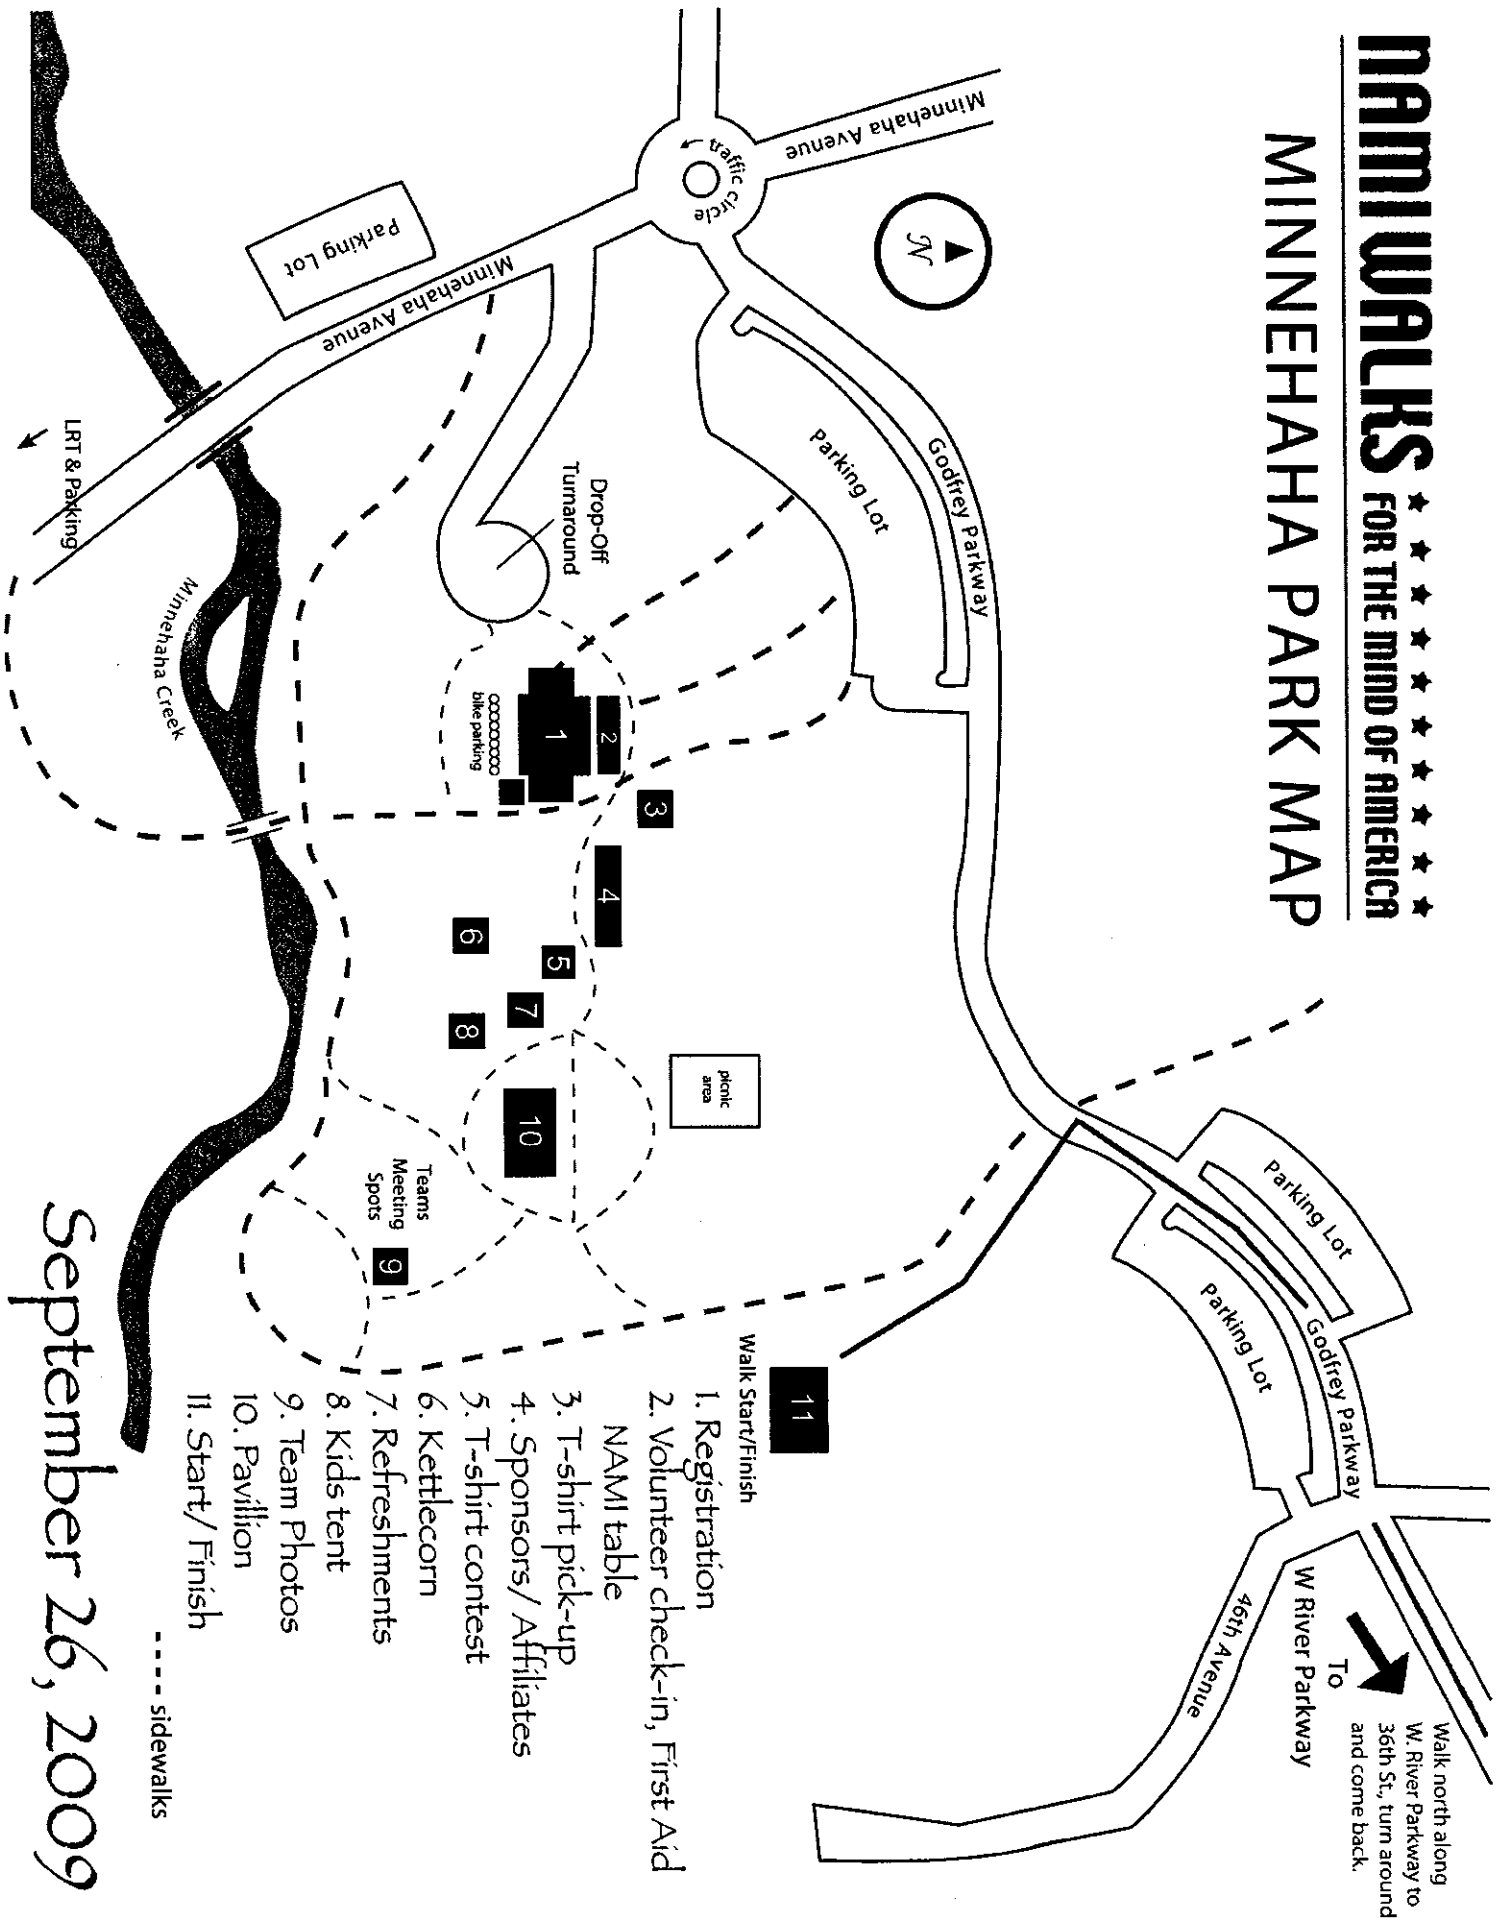 NAMIWALKS FOR THE MIND OF AMERICA
MINNEHAHA PARK MAP
Minnehaha Avenue
traffic circle
N
Parking Lot
Minnehaha Avenue
LRT & Parking
Minnehaha Creek
Drop-Off
Turnaround
Parking Lot
Godfrey Parkway
bike parking
1
2
3
4
5
6
7
8
picnic
area
10
Teams
Meeting
Spots
9
Parking Lot
Parking Lot
Godfrey Parkway
11
Walk Start/Finish
46th Avenue
To
W River Parkway
Walk north along
W. River Parkway to
36th St., turn around
and come back.
1. Registration
2. Volunteer check-in, First Aid
NAMI table
3. T-shirt pick-up
4. Sponsors/ Affiliates
5. T-shirt contest
6. Kettlecorn
7. Refreshments
8. Kids tent
9. Team Photos
10. Pavillion
11. Start/ Finish
---- sidewalks
September 26, 2009